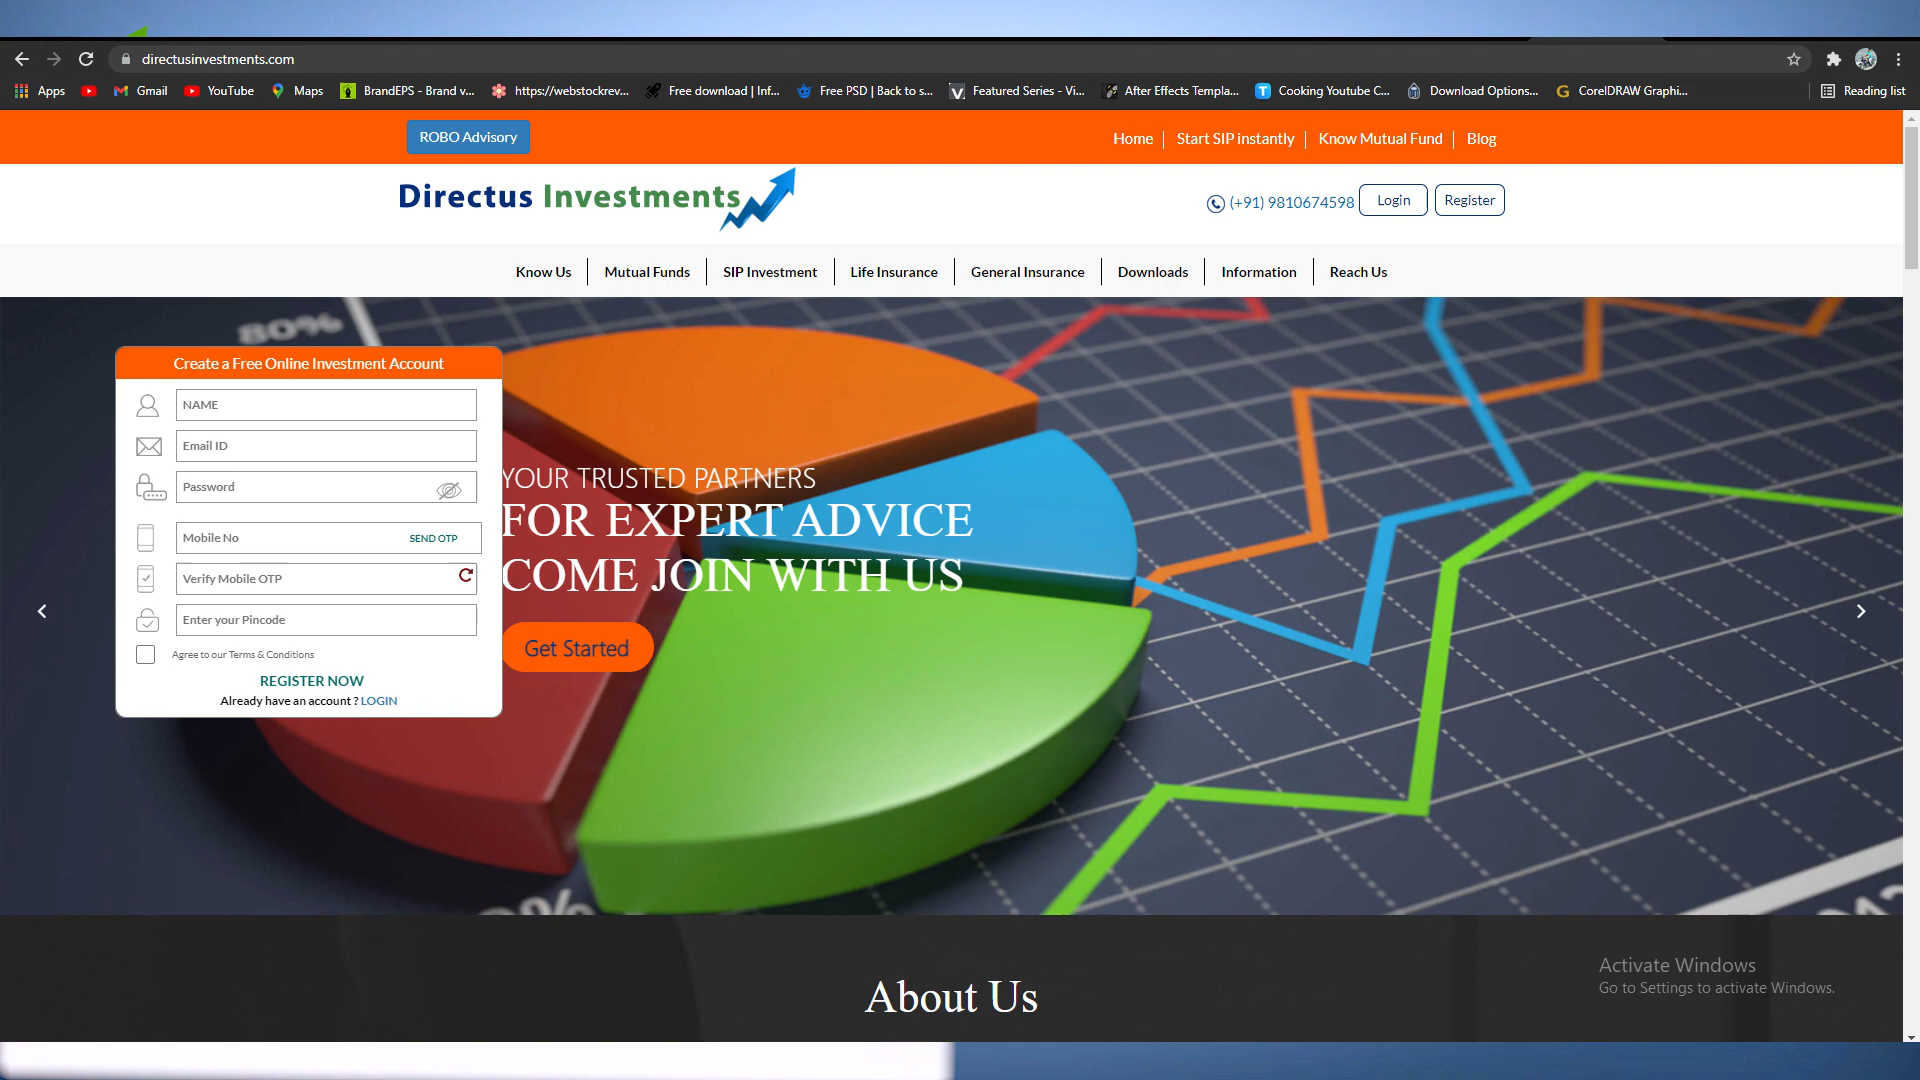 directusinvestments.com
Apps Gmail YouTube Maps BrandEPS - Brand v... https://webstockrev... Free download | Inf... Free PSD | Back to s... Featured Series - Vi... After Effects Templa... Cooking Youtube C... Download Options... CorelDRAW Graphi... Reading list
ROBO Advisory
Home Start SIP instantly Know Mutual Fund Blog
Directus Investments
(+91) 9810674598 Login Register
Know Us Mutual Funds SIP Investment Life Insurance General Insurance Downloads Information Reach Us
80%
Create a Free Online Investment Account
NAME
Email ID
Password
Mobile No SEND OTP
Verify Mobile OTP
Enter your Pincode
Agree to our Terms & Conditions
REGISTER NOW
Already have an account ? LOGIN
YOUR TRUSTED PARTNERS
FOR EXPERT ADVICE
COME JOIN WITH US
Get Started
About Us
Activate Windows
Go to Settings to activate Windows.